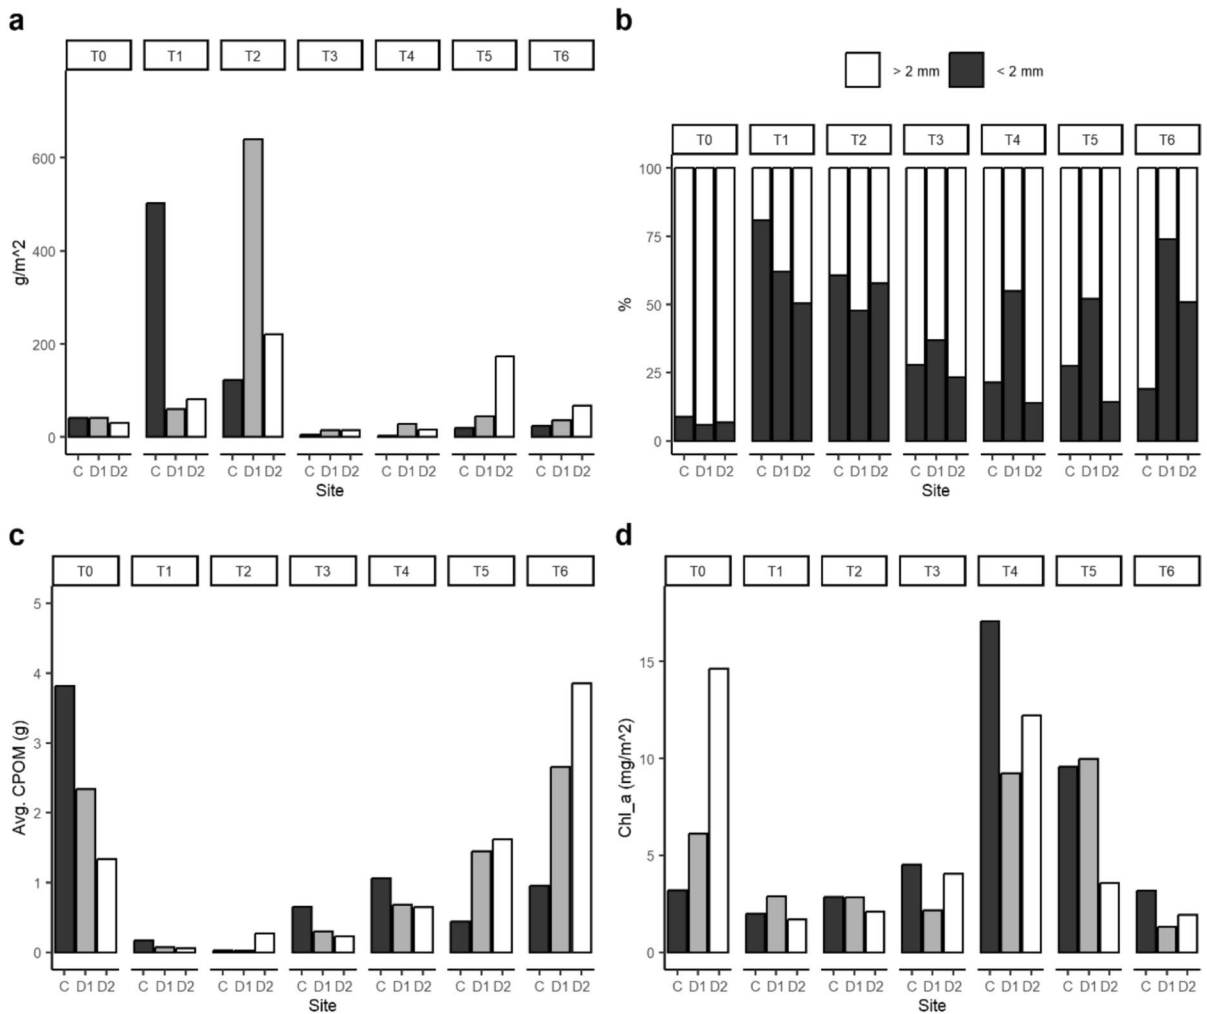 a
T0 T1 T2 T3 T4 T5 T6
600
400
200
0
g/m^2
C D1 D2 C D1 D2 C D1 D2 C D1 D2 C D1 D2 C D1 D2 C D1 D2
Site
b
> 2 mm < 2 mm
T0 T1 T2 T3 T4 T5 T6
100
75
50
25
0
%
C D1 D2 C D1 D2 C D1 D2 C D1 D2 C D1 D2 C D1 D2 C D1 D2
Site
c
T0 T1 T2 T3 T4 T5 T6
5
4
3
2
1
0
Avg. CPOM (g)
C D1 D2 C D1 D2 C D1 D2 C D1 D2 C D1 D2 C D1 D2 C D1 D2
Site
d
T0 T1 T2 T3 T4 T5 T6
15
10
5
0
Chl_a (mg/m^2)
C D1 D2 C D1 D2 C D1 D2 C D1 D2 C D1 D2 C D1 D2 C D1 D2
Site